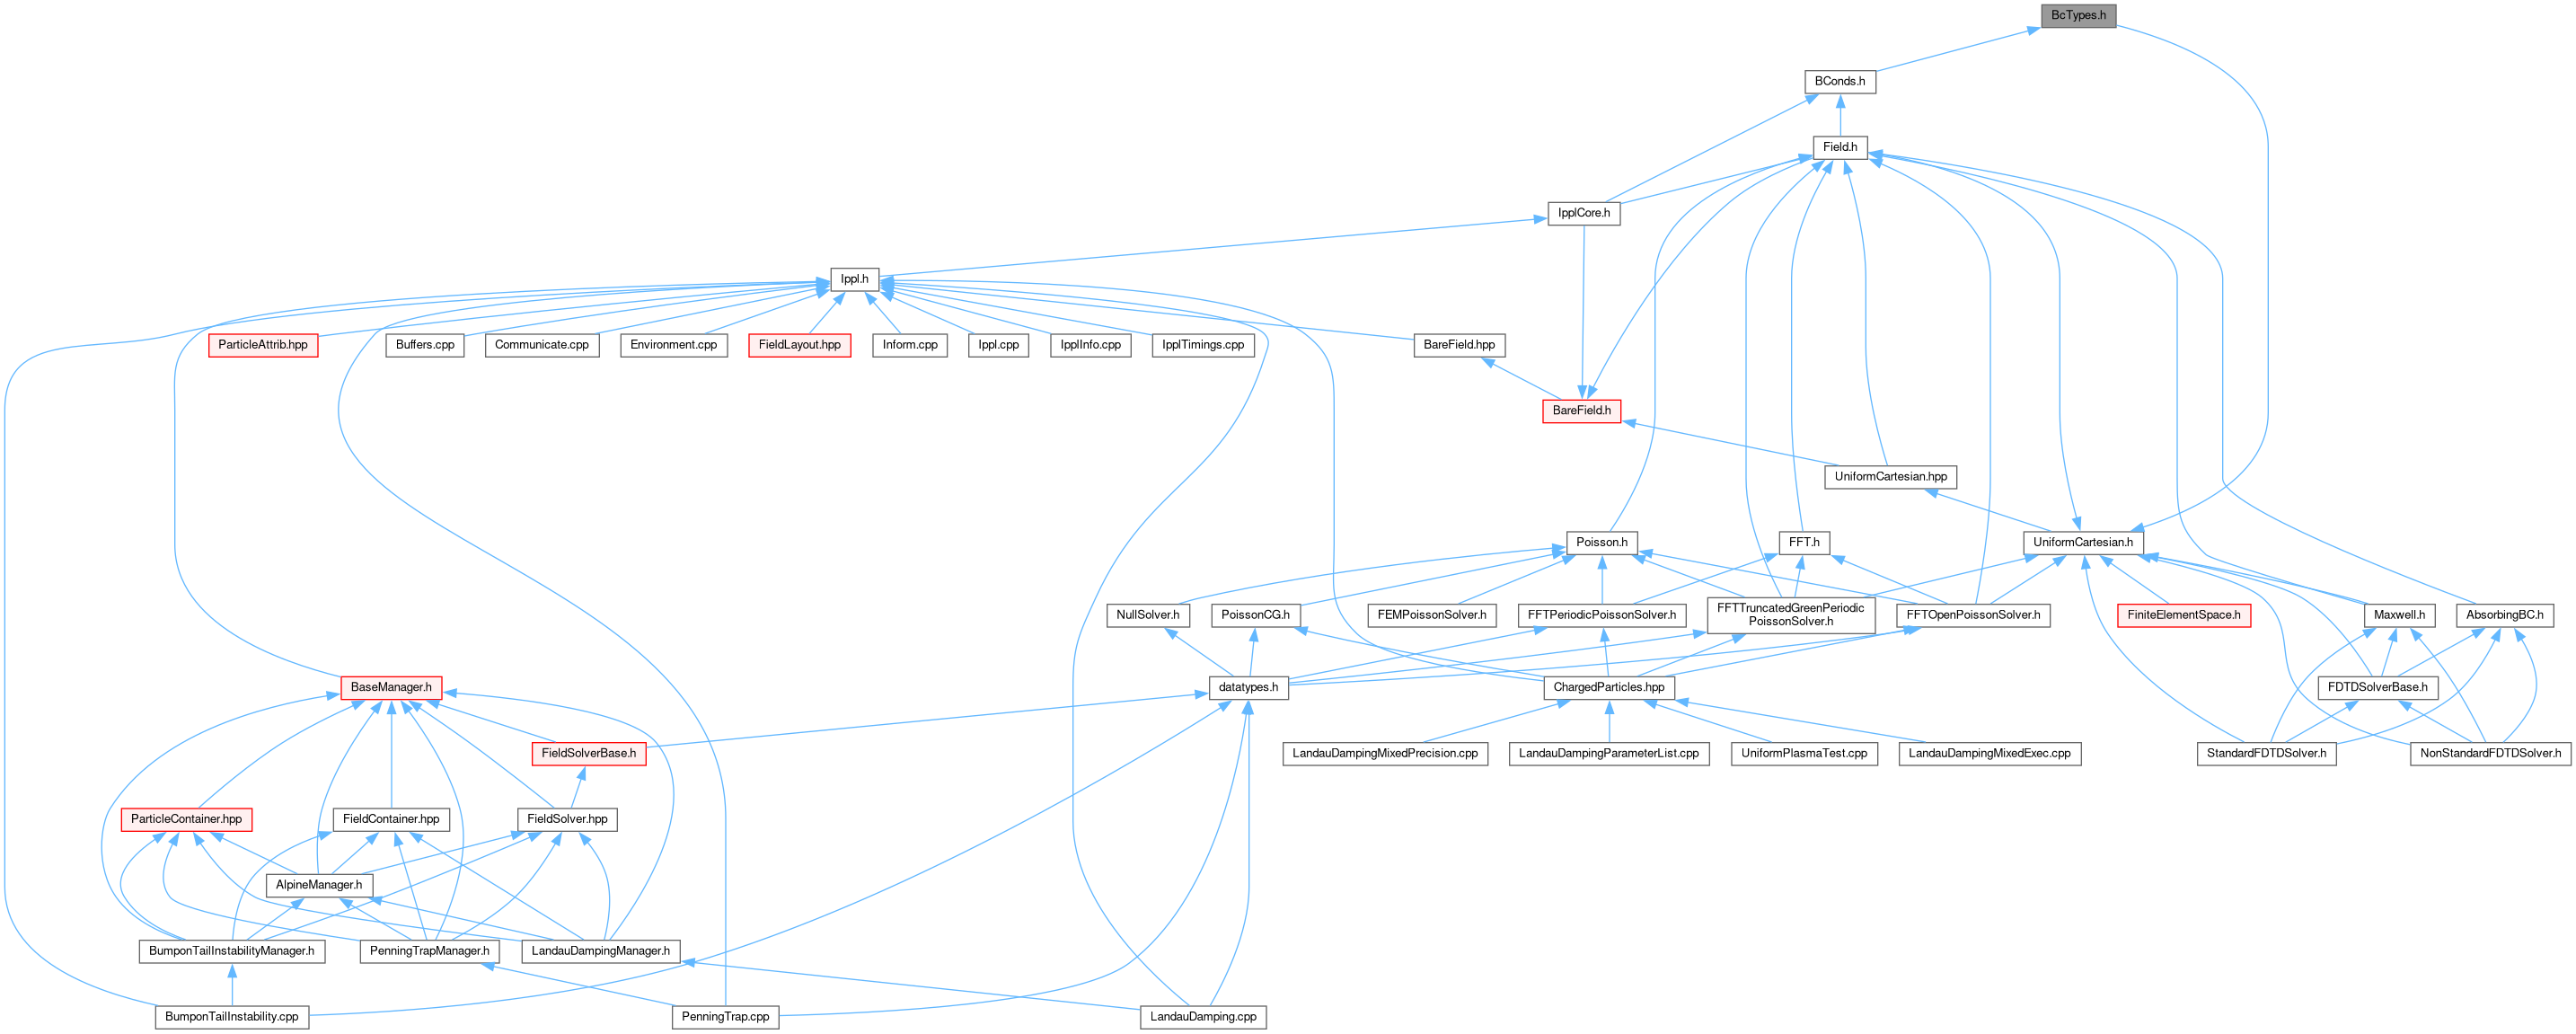 BcTypes.h
BConds.h
Field.h
IpplCore.h
Ippl.h
ParticleAttrib.hpp
Buffers.cpp
Communicate.cpp
Environment.cpp
FieldLayout.hpp
Inform.cpp
Ippl.cpp
IpplInfo.cpp
IpplTimings.cpp
BareField.hpp
BareField.h
UniformCartesian.hpp
Poisson.h
FFT.h
UniformCartesian.h
NullSolver.h
PoissonCG.h
FEMPoissonSolver.h
FFTPeriodicPoissonSolver.h
FFTTruncatedGreenPeriodic
PoissonSolver.h
FFTOpenPoissonSolver.h
FiniteElementSpace.h
Maxwell.h
AbsorbingBC.h
BaseManager.h
datatypes.h
ChargedParticles.hpp
FDTDSolverBase.h
FieldSolverBase.h
LandauDampingMixedPrecision.cpp
LandauDampingParameterList.cpp
UniformPlasmaTest.cpp
LandauDampingMixedExec.cpp
StandardFDTDSolver.h
NonStandardFDTDSolver.h
ParticleContainer.hpp
FieldContainer.hpp
FieldSolver.hpp
AlpineManager.h
BumponTailInstabilityManager.h
PenningTrapManager.h
LandauDampingManager.h
BumponTailInstability.cpp
PenningTrap.cpp
LandauDamping.cpp